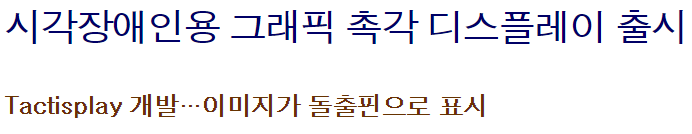 시각장애인용 그래픽 촉각 디스플레이 출시
Tactisplay 개발…이미지가 돌출핀으로 표시